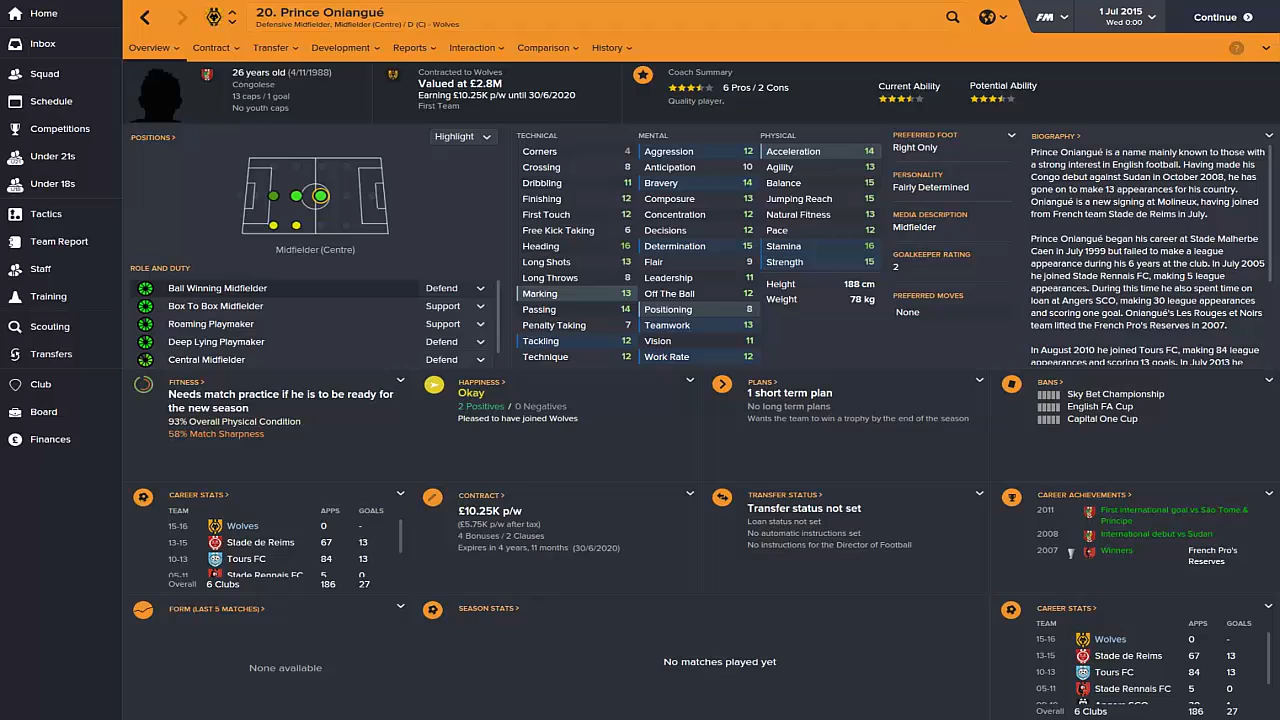 Home
Inbox
Squad
Schedule
Competitions
Under 21s
Under 18s
Tactics
Team Report
Staff
Training
Scouting
Transfers
Club
Board
Finances
20. Prince Oniangué
Defensive Midfielder, Midfielder (Centre) / D (C) - Wolves
FM
1 Jul 2015
Wed 0:00
Continue
Overview
Contract
Transfer
Development
Reports
Interaction
Comparison
History
?
26 years old (4/11/1988)
Congolese
13 caps / 1 goal
No youth caps
Contracted to Wolves
Valued at £2.8M
Earning £10.25K p/w until 30/6/2020
First Team
Coach Summary
6 Pros / 2 Cons
Quality player.
Current Ability
Potential Ability
POSITIONS >
Highlight
Midfielder (Centre)
ROLE AND DUTY
Ball Winning Midfielder Defend
Box To Box Midfielder Support
Roaming Playmaker Support
Deep Lying Playmaker Defend
Central Midfielder Defend
TECHNICAL
Corners 4
Crossing 8
Dribbling 11
Finishing 12
First Touch 12
Free Kick Taking 6
Heading 16
Long Shots 13
Long Throws 8
Marking 13
Passing 14
Penalty Taking 7
Tackling 12
Technique 12
MENTAL
Aggression 12
Anticipation 10
Bravery 14
Composure 13
Concentration 12
Decisions 12
Determination 15
Flair 9
Leadership 11
Off The Ball 12
Positioning 8
Teamwork 13
Vision 11
Work Rate 12
PHYSICAL
Acceleration 14
Agility 13
Balance 15
Jumping Reach 15
Natural Fitness 13
Pace 12
Stamina 16
Strength 15
Height 188 cm
Weight 78 kg
PREFERRED FOOT
Right Only
PERSONALITY
Fairly Determined
MEDIA DESCRIPTION
Midfielder
GOALKEEPER RATING
2
PREFERRED MOVES
None
BIOGRAPHY >
Prince Oniangué is a name mainly known to those with
a strong interest in English football. Having made his
Congo debut against Sudan in October 2008, he has
gone on to make 13 appearances for his country.
Oniangué is a new signing at Molineux, having joined
from French team Stade de Reims in July.
Prince Oniangué began his career at Stade Malherbe
Caen in July 1999 but failed to make a league
appearance during his 6 years at the club. In July 2005
he joined Stade Rennais FC, making 5 league
appearances. During this time he also spent time on
loan at Angers SCO, making 30 league appearances
and scoring one goal. Oniangué's Les Rouges et Noirs
team lifted the French Pro's Reserves in 2007.
In August 2010 he joined Tours FC, making 84 league
appearances and scoring 13 goals. In July 2013 he
FITNESS >
Needs match practice if he is to be ready for
the new season
93% Overall Physical Condition
58% Match Sharpness
HAPPINESS >
Okay
2 Positives / 0 Negatives
Pleased to have joined Wolves
PLANS >
1 short term plan
No long term plans
Wants the team to win a trophy by the end of the season
BANS >
Sky Bet Championship
English FA Cup
Capital One Cup
CAREER STATS >
TEAM APPS GOALS
15-16 Wolves 0 -
13-15 Stade de Reims 67 13
10-13 Tours FC 84 13
05-11 Stade Rennais FC 5 0
Overall 6 Clubs 186 27
CONTRACT >
£10.25K p/w
(£5.75K p/w after tax)
4 Bonuses / 2 Clauses
Expires in 4 years, 11 months (30/6/2020)
TRANSFER STATUS >
Transfer status not set
Loan status not set
No automatic instructions set
No instructions for the Director of Football
CAREER ACHIEVEMENTS >
2011 First international goal vs São Tomé &
Príncipe
2008 International debut vs Sudan
2007 Winners French Pro's
Reserves
FORM (LAST 5 MATCHES) >
None available
SEASON STATS >
No matches played yet
CAREER STATS >
TEAM APPS GOALS
15-16 Wolves 0 -
13-15 Stade de Reims 67 13
10-13 Tours FC 84 13
05-11 Stade Rennais FC 5 0
Angers SCO
Overall 6 Clubs 186 27